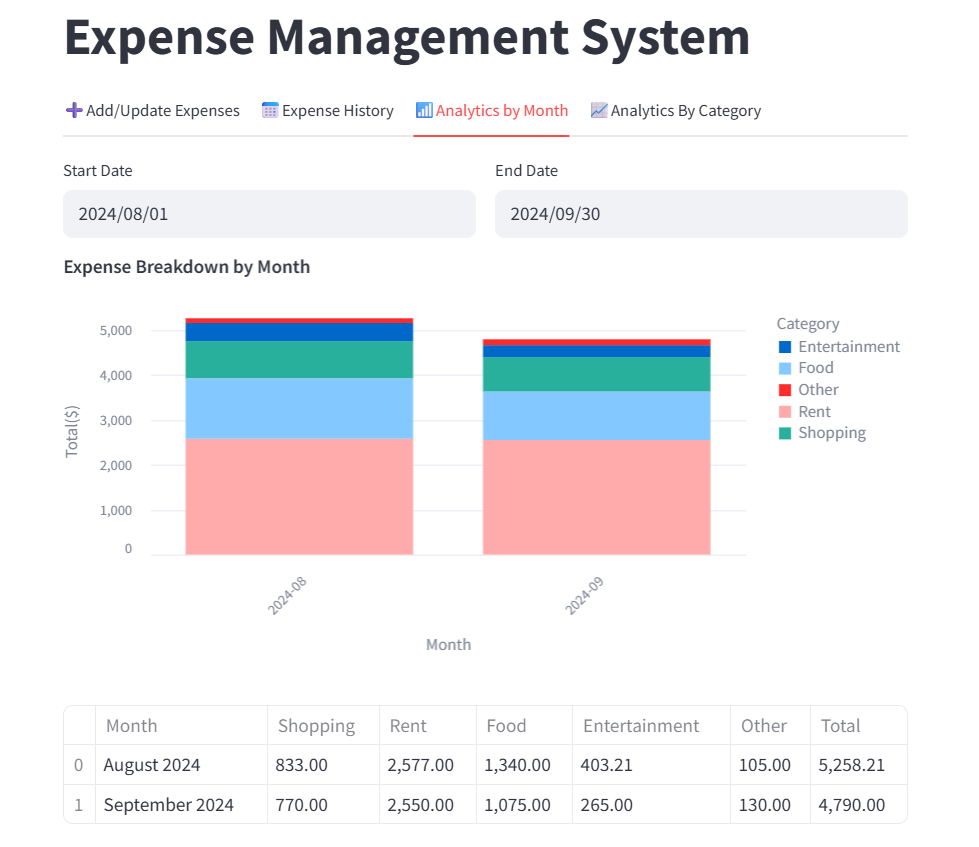 Expense Management System
Add/Update Expenses Expense History Analytics by Month Analytics By Category
Start Date End Date
2024/08/01 2024/09/30
Expense Breakdown by Month
5,000
4,000
3,000
2,000
1,000
0
Total($)
2024-08 2024-09
Month
Category
Entertainment
Food
Other
Rent
Shopping
Month Shopping Rent Food Entertainment Other Total
0 August 2024 833.00 2,577.00 1,340.00 403.21 105.00 5,258.21
1 September 2024 770.00 2,550.00 1,075.00 265.00 130.00 4,790.00